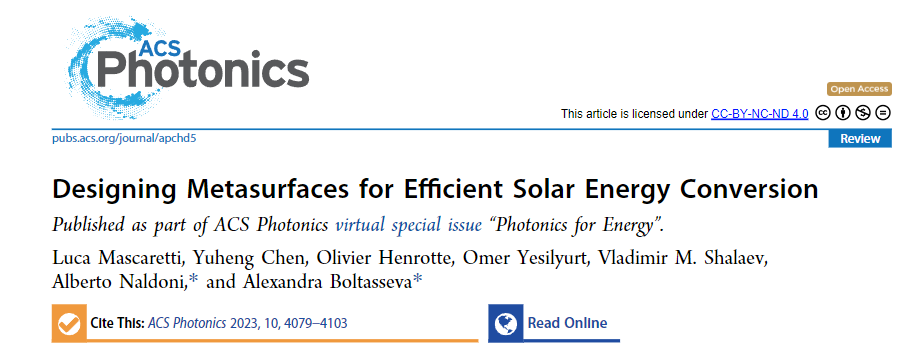 ACS
Photonics
Open Access
This article is licensed under CC-BY-NC-ND 4.0
pubs.acs.org/journal/apchd5
Review
Designing Metasurfaces for Efficient Solar Energy Conversion
Published as part of ACS Photonics virtual special issue “Photonics for Energy”.
Luca Mascaretti, Yuheng Chen, Olivier Henrotte, Omer Yesilyurt, Vladimir M. Shalaev,
Alberto Naldoni,* and Alexandra Boltasseva*
Cite This: ACS Photonics 2023, 10, 4079−4103
Read Online